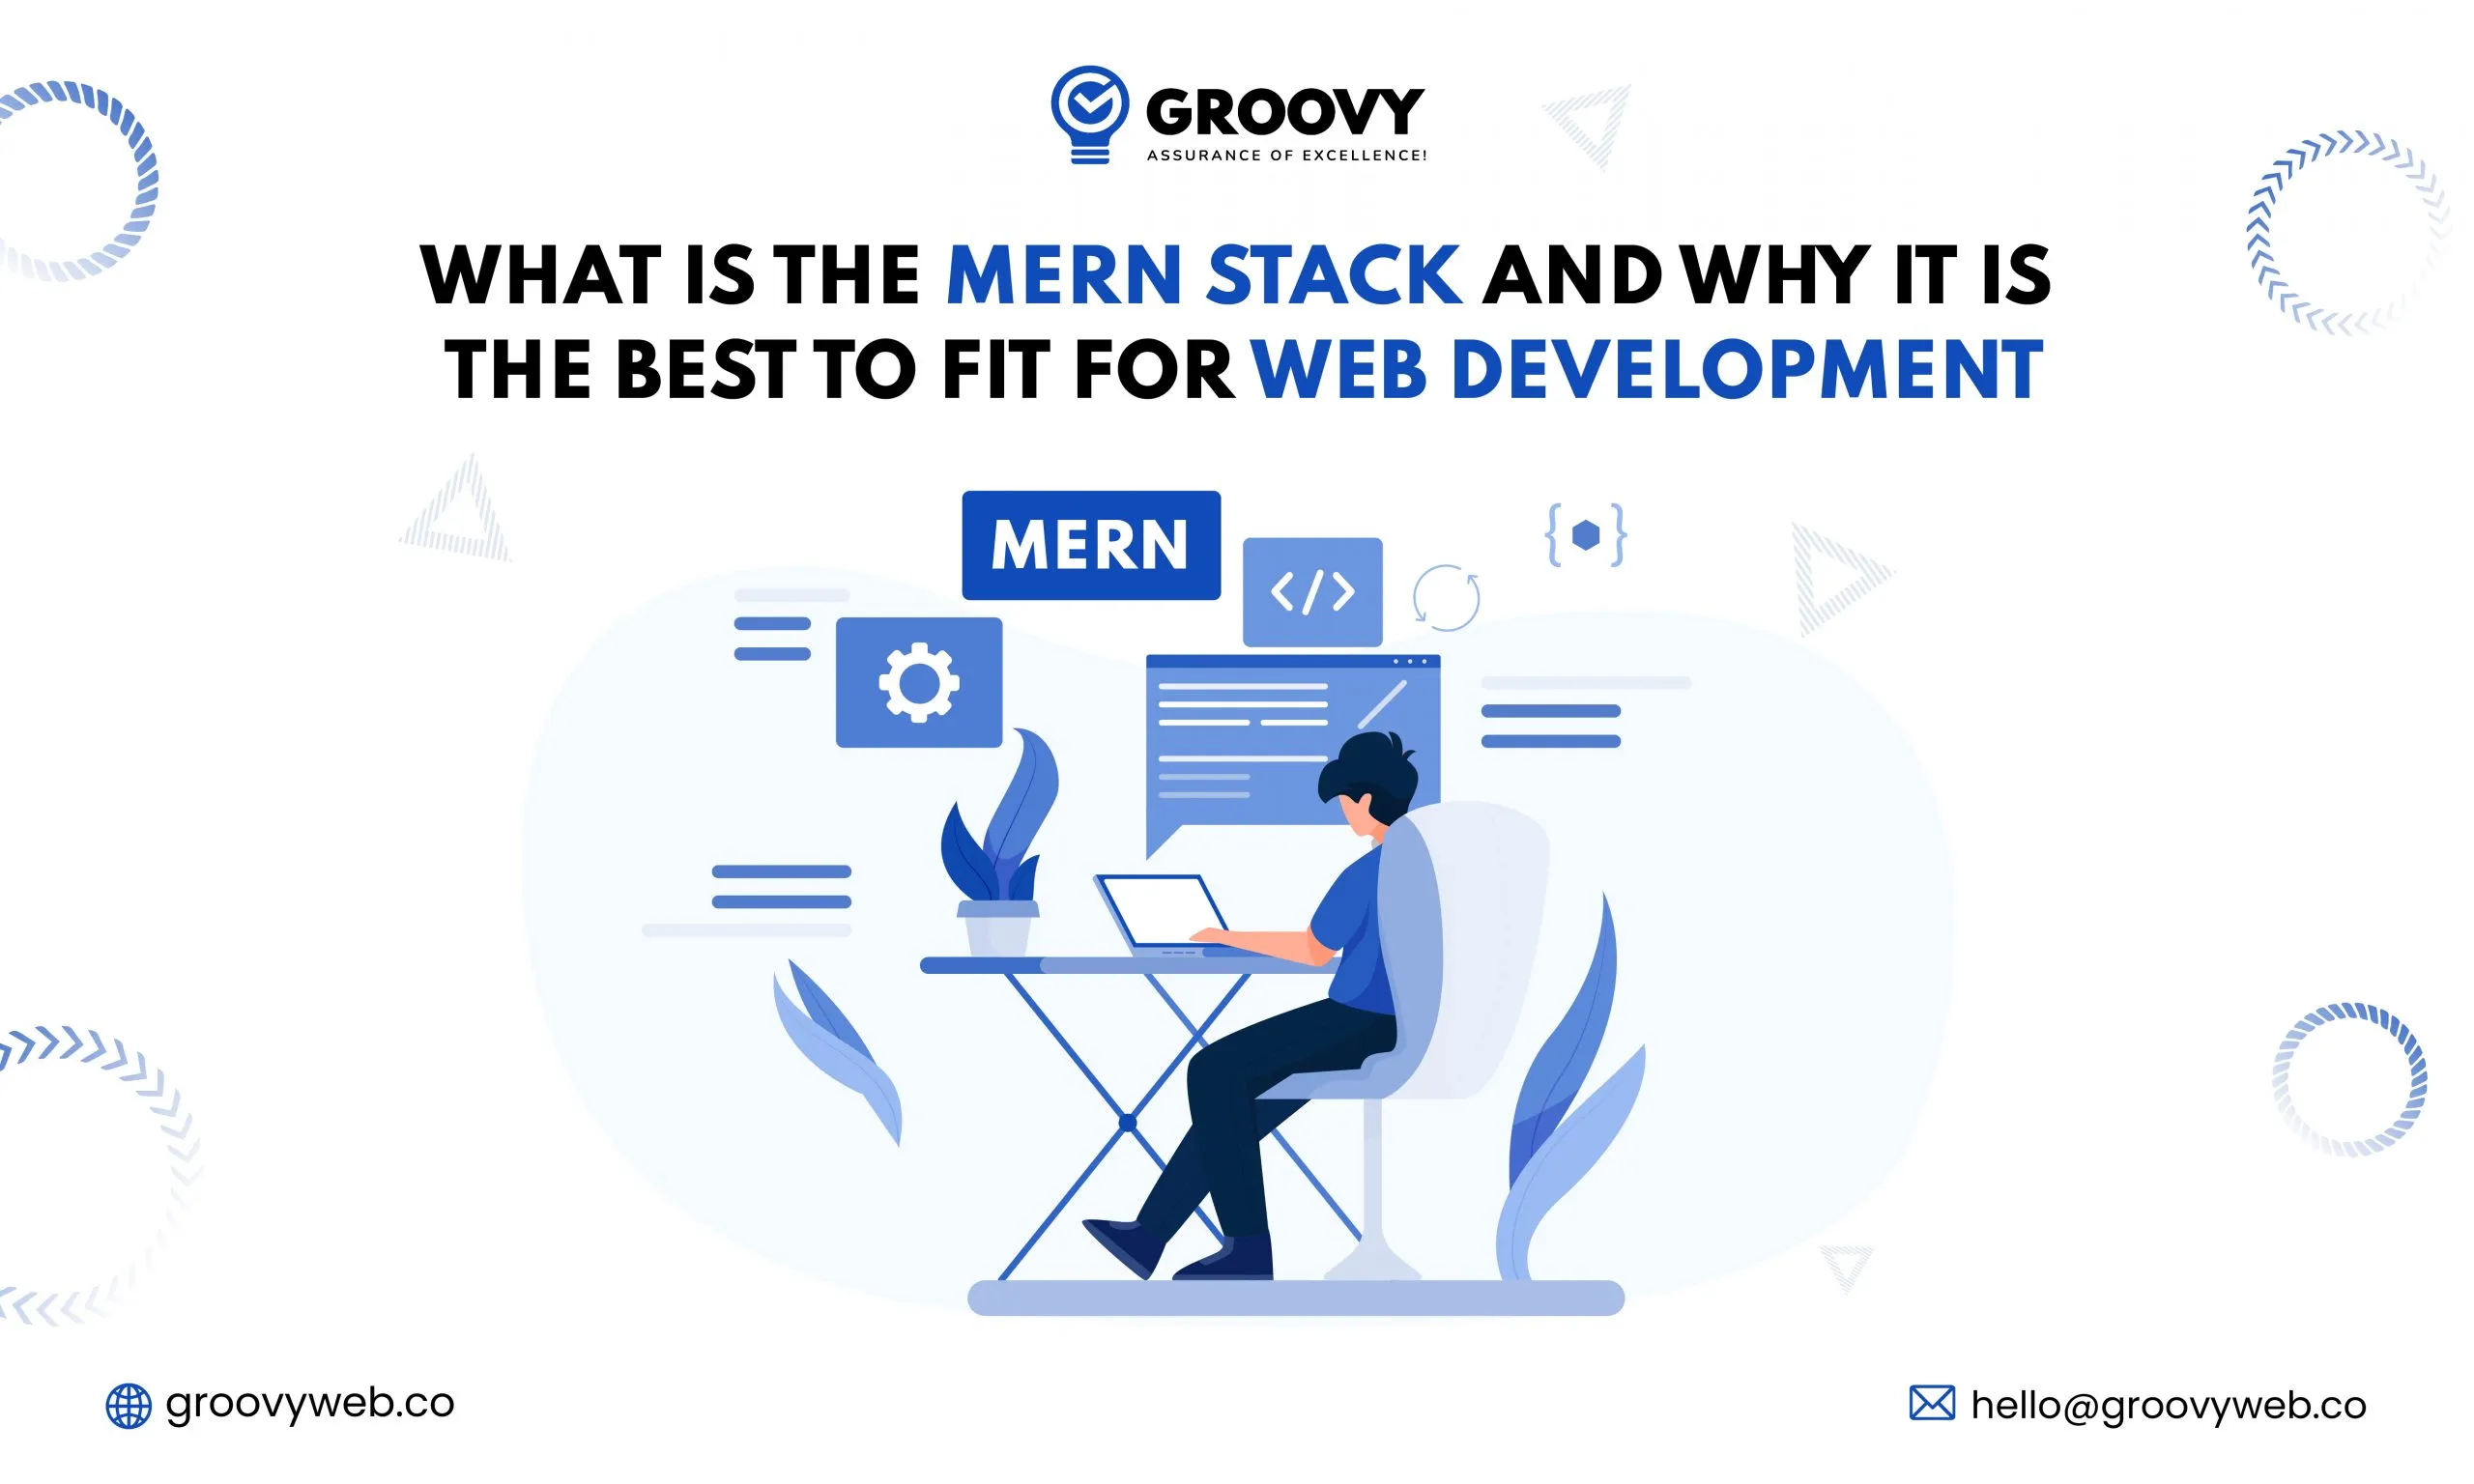 GROOVY
ASSURANCE OF EXCELLENCE!
WHAT IS THE MERN STACK AND WHY IT IS
THE BEST TO FIT FOR WEB DEVELOPMENT
MERN
</>
{ }
groovyweb.co
hello@groovyweb.co